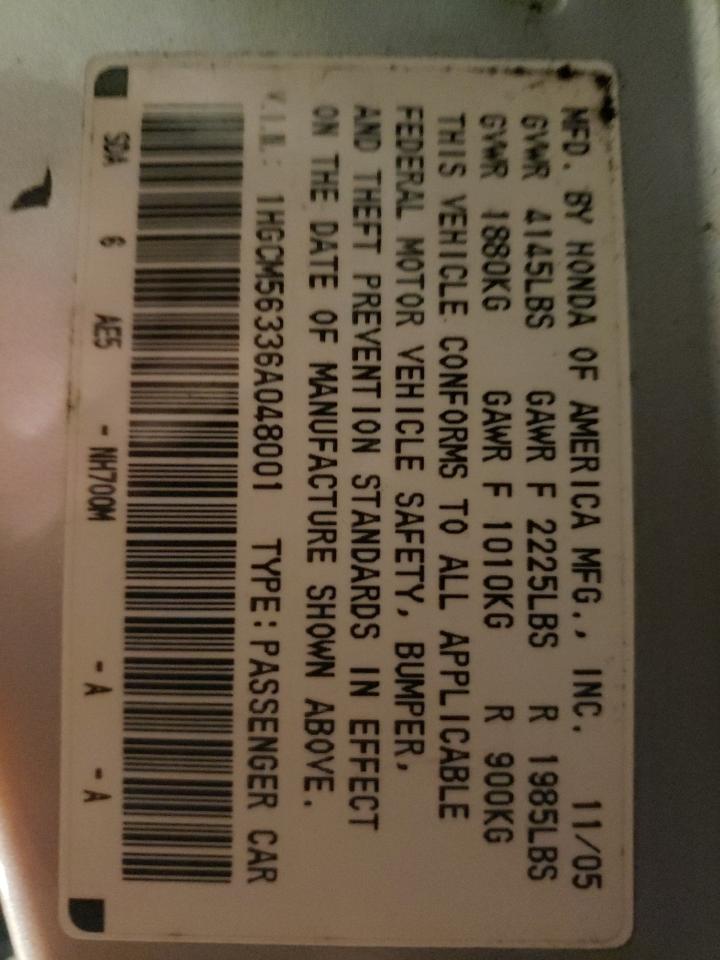 MFD. BY HONDA OF AMERICA MFG., INC. 11/05
GVWR 4145LBS GAWR F 2225LBS R 1985LBS
GVWR 1880KG GAWR F 1010KG R 900KG
THIS VEHICLE CONFORMS TO ALL APPLICABLE
FEDERAL MOTOR VEHICLE SAFETY, BUMPER,
AND THEFT PREVENTION STANDARDS IN EFFECT
ON THE DATE OF MANUFACTURE SHOWN ABOVE.
V.I.N.: 1HGCM56336A048001 TYPE:PASSENGER CAR
SDA 6 AE5 - NH700M - A - A